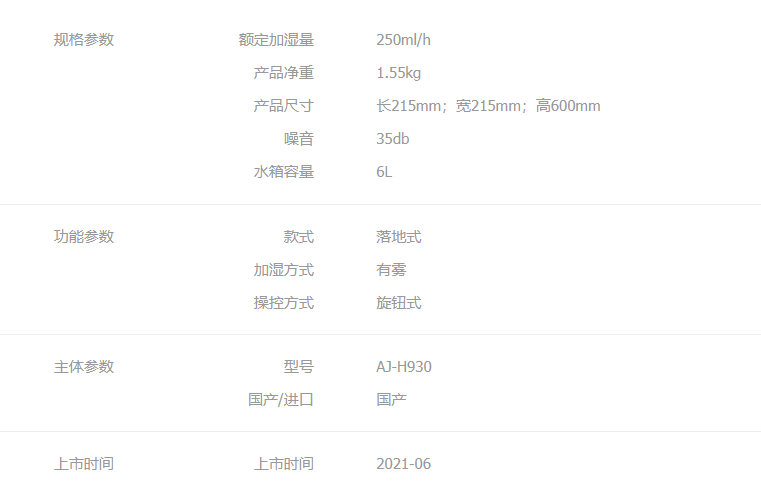 规格参数 额定加湿量 250ml/h
产品净重 1.55kg
产品尺寸 长215mm；宽215mm；高600mm
噪音 35db
水箱容量 6L
功能参数 款式 落地式
加湿方式 有雾
操控方式 旋钮式
主体参数 型号 AJ-H930
国产/进口 国产
上市时间 上市时间 2021-06